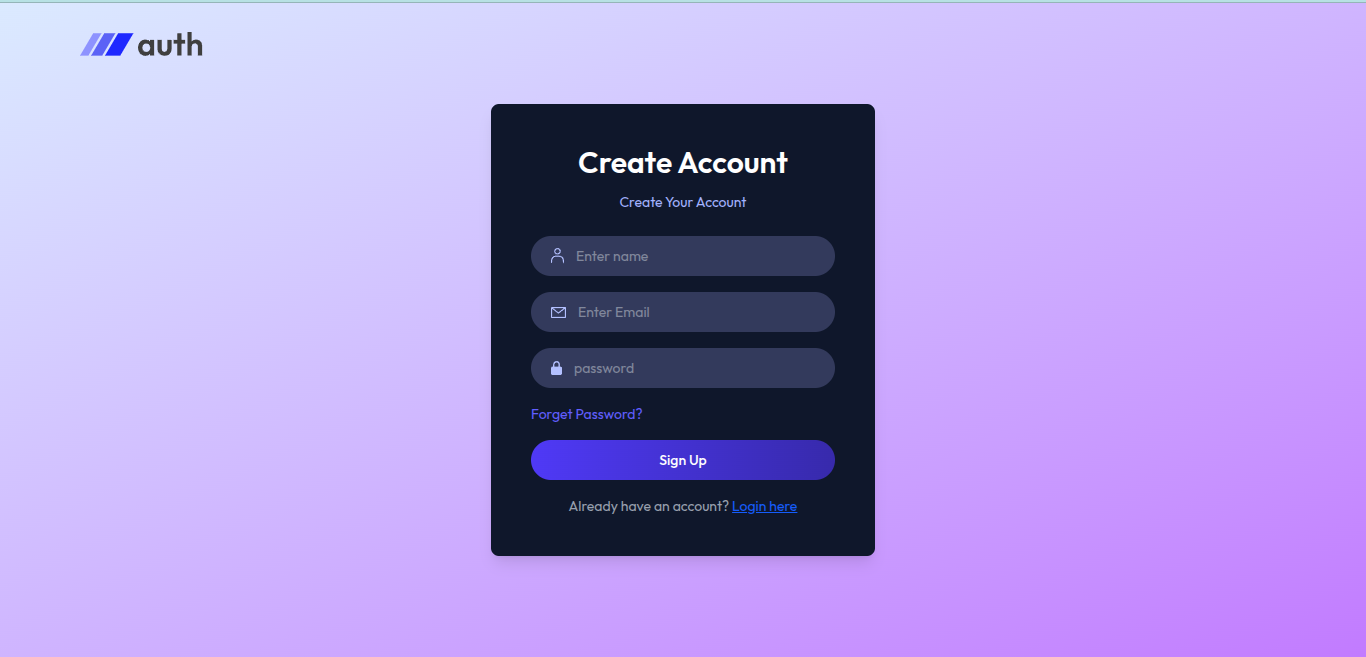 auth
Create Account
Create Your Account
Enter name
Enter Email
password
Forget Password?
Sign Up
Already have an account? Login here